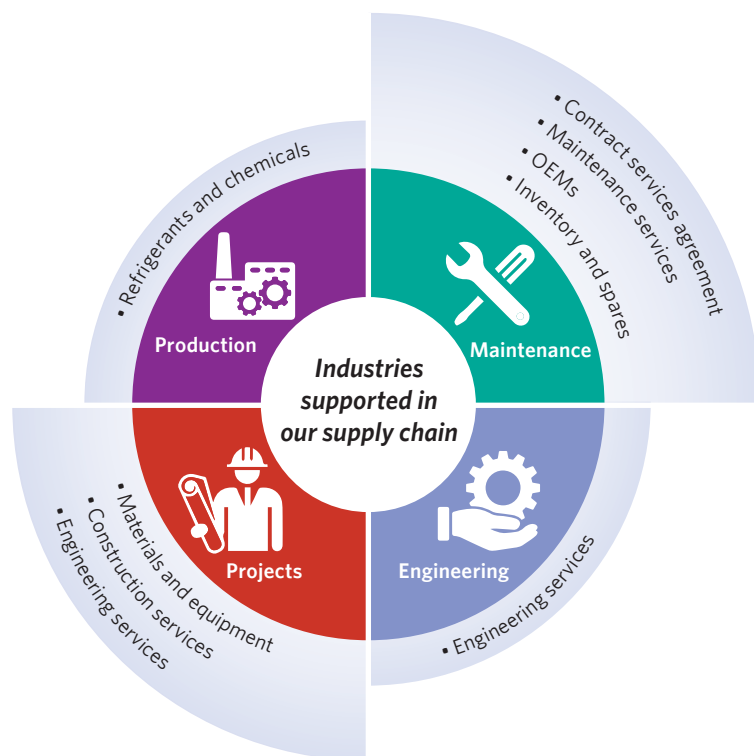 ▪ Refrigerants and chemicals
Production
▪ Contract services agreement
▪ Maintenance services
▪ OEMs
▪ Inventory and spares
Maintenance
Industries
supported in
our supply chain
▪ Materials and equipment
▪ Construction services
▪ Engineering services
Projects
Engineering
▪ Engineering services